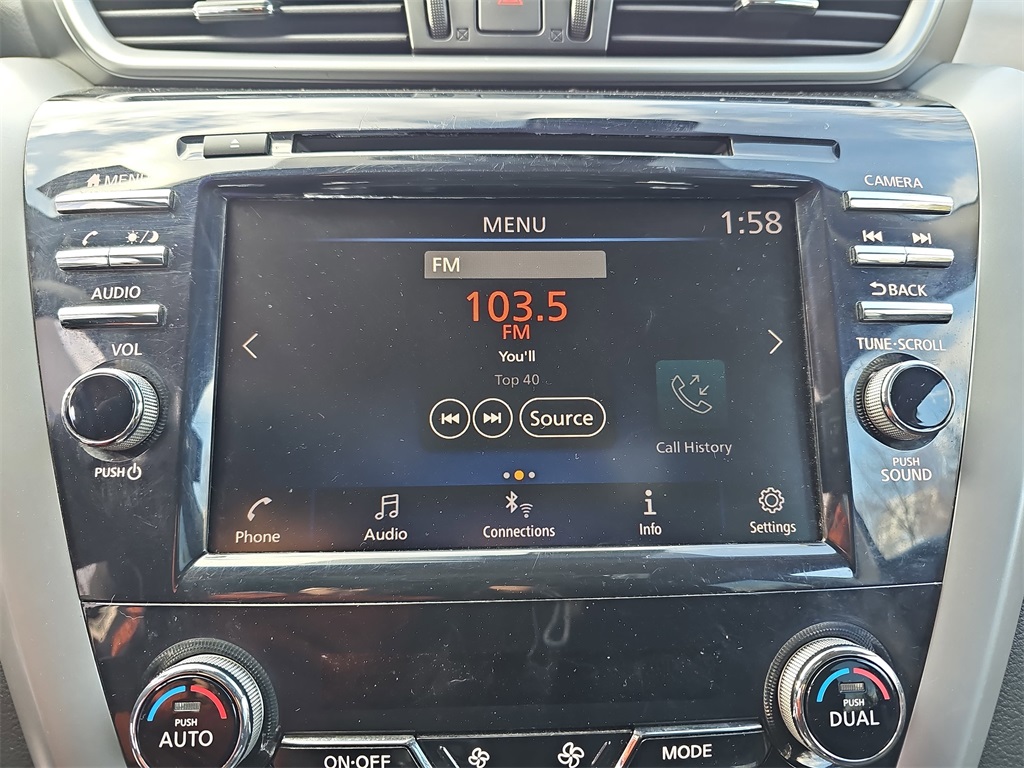 MENU
CAMERA
MENU
1:58
FM
103.5
FM
You'll
Top 40
Source
Call History
AUDIO
BACK
VOL
TUNE·SCROLL
PUSH
PUSH
SOUND
Phone
Audio
Connections
Info
Settings
PUSH
AUTO
PUSH
DUAL
ON·OFF
MODE